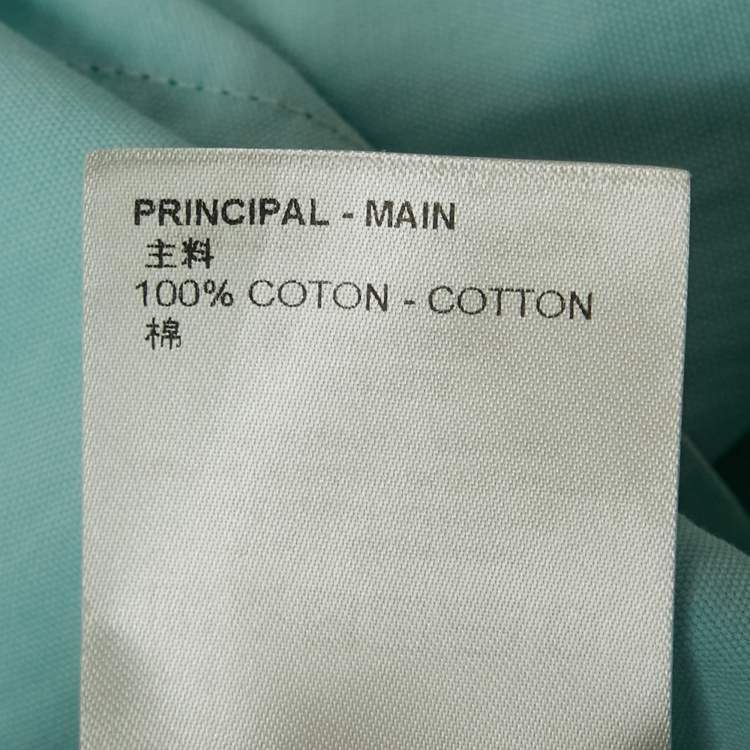 PRINCIPAL - MAIN
主料
100% COTON - COTTON
棉